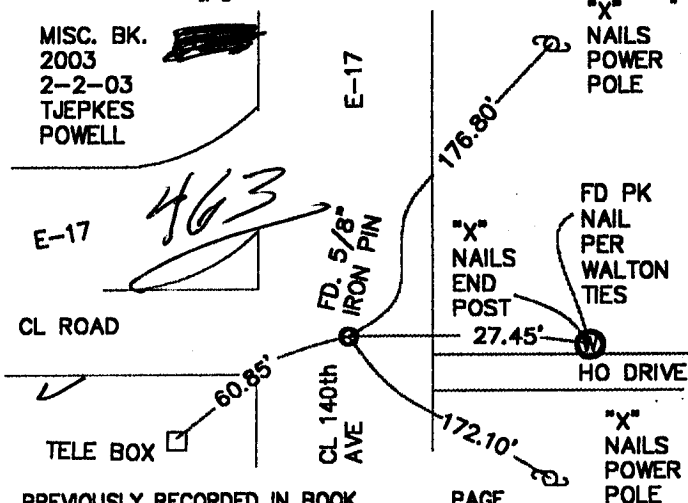 MISC. BK.
2003
2-2-03
TJEPKES
POWELL
E-17
"X"
NAILS
POWER
POLE
176.80'
463
E-17
FD. 5/8"
IRON PIN
"X"
NAILS
END
POST
FD PK
NAIL
PER
WALTON
TIES
CL ROAD
27.45'
W
HO DRIVE
60.85'
TELE BOX
CL 140th
AVE
172.10'
"X"
NAILS
POWER
POLE
PREVIOUSLY RECORDED IN BOOK
PAGE